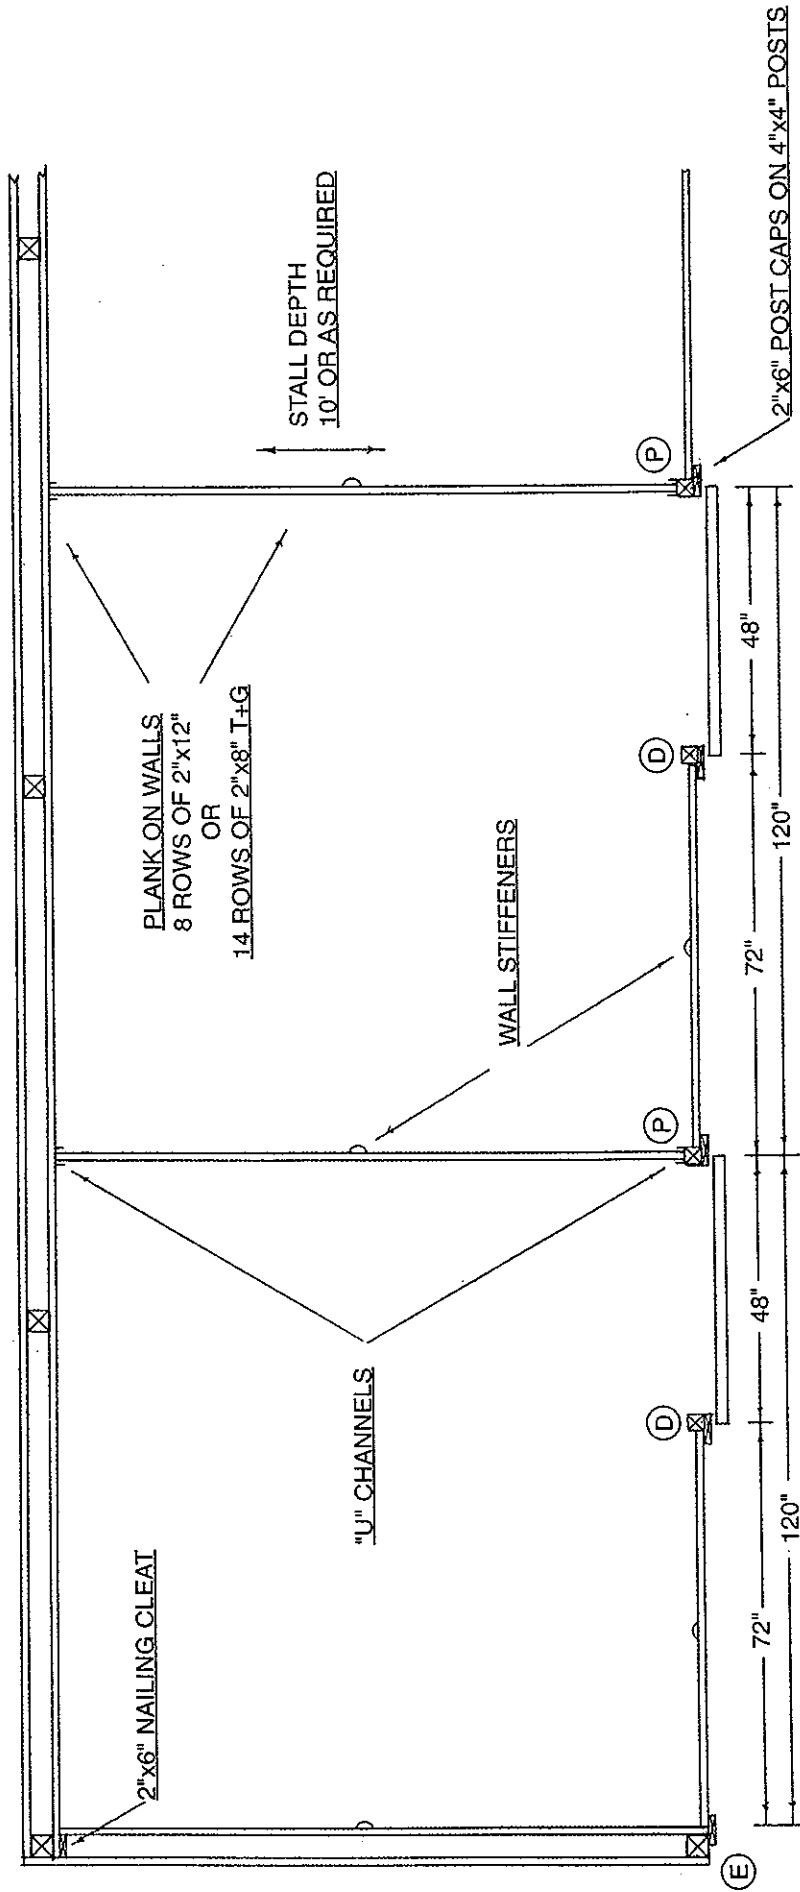 2"x6" NAILING CLEAT
"U" CHANNELS
PLANK ON WALLS
8 ROWS OF 2"x12"
OR
14 ROWS OF 2"x8" T+G
WALL STIFFENERS
STALL DEPTH
10' OR AS REQUIRED
E
D
P
D
P
72"
48"
72"
48"
120"
120"
2"x6" POST CAPS ON 4"x4" POSTS